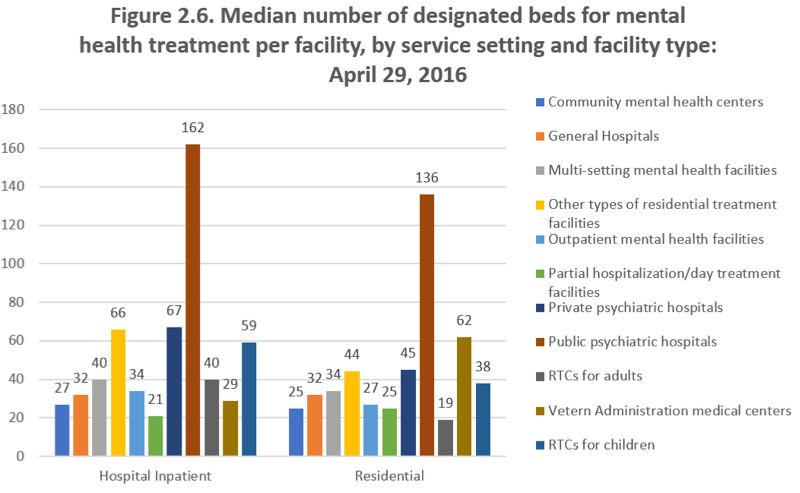 Figure 2.6. Median number of designated beds for mental
health treatment per facility, by service setting and facility type:
April 29, 2016
180
160
140
120
100
80
60
40
20
0
27
32
40
66
34
21
67
162
40
29
59
25
32
34
44
27
25
45
136
19
62
38
Hospital Inpatient
Residential
Community mental health centers
General Hospitals
Multi-setting mental health facilities
Other types of residential treatment
facilities
Outpatient mental health facilities
Partial hospitalization/day treatment
facilities
Private psychiatric hospitals
Public psychiatric hospitals
RTCs for adults
Vetern Administration medical centers
RTCs for children